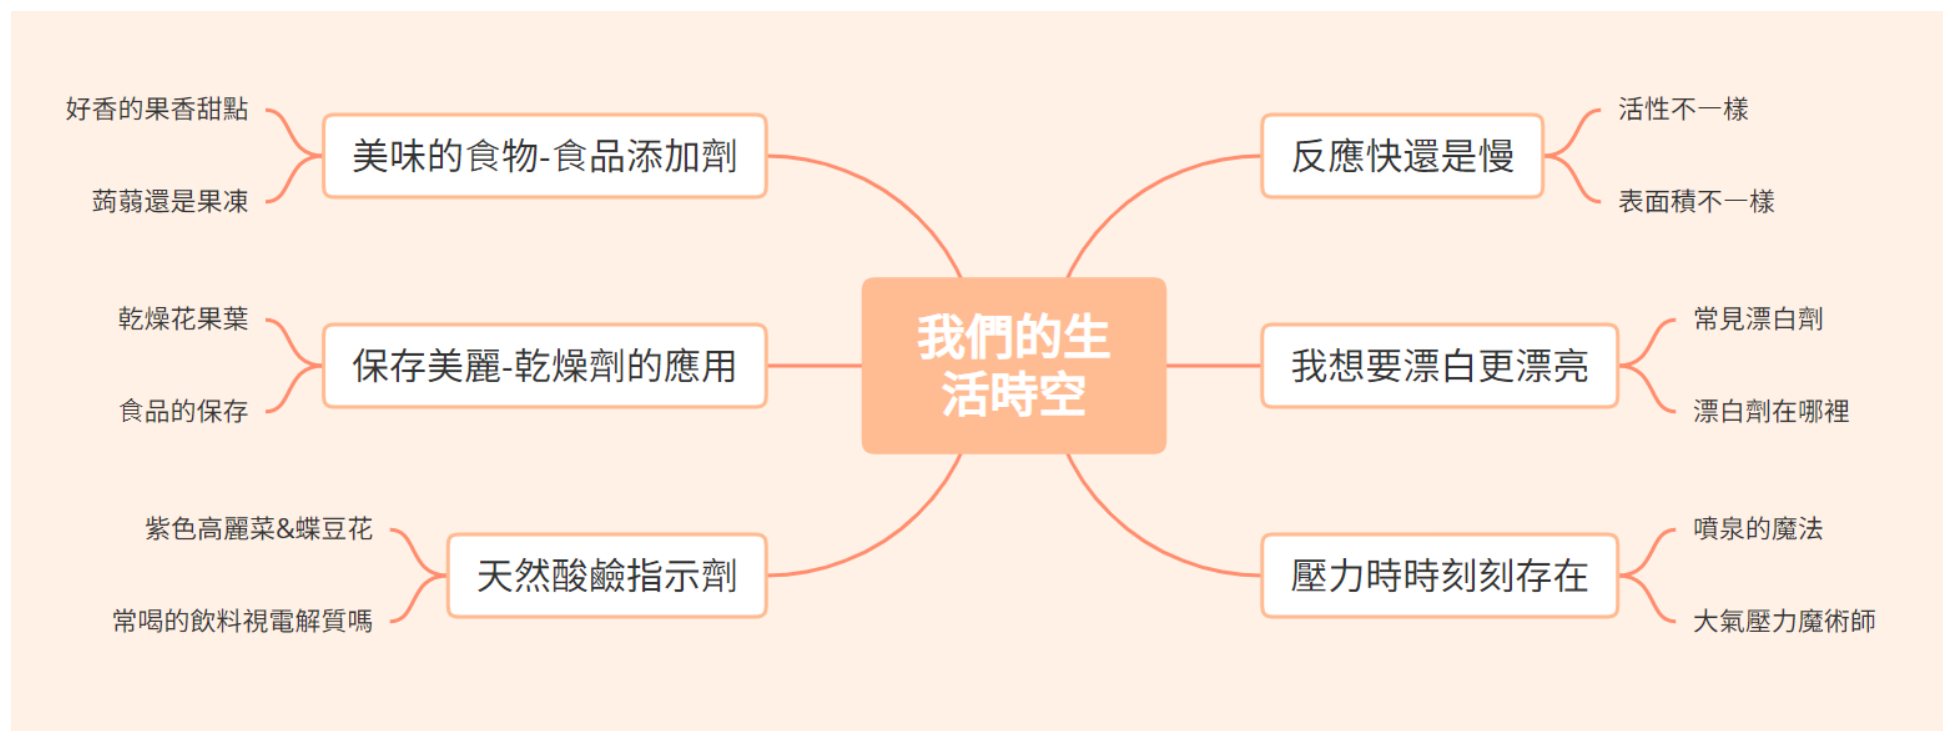 好香的果香甜點
蒟蒻還是果凍
美味的食物-食品添加劑
乾燥花果葉
食品的保存
保存美麗-乾燥劑的應用
紫色高麗菜&蝶豆花
常喝的飲料視電解質嗎
天然酸鹼指示劑
我們的生
活時空
反應快還是慢
活性不一樣
表面積不一樣
我想要漂白更漂亮
常見漂白劑
漂白劑在哪裡
壓力時時刻刻存在
噴泉的魔法
大氣壓力魔術師